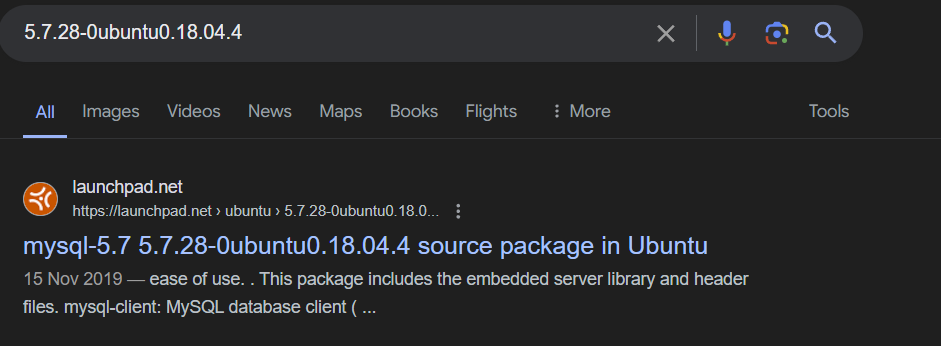 5.7.28-0ubuntu0.18.04.4
All Images Videos News Maps Books Flights More Tools
launchpad.net
https://launchpad.net › ubuntu › 5.7.28-0ubuntu0.18.0...
mysql-5.7 5.7.28-0ubuntu0.18.04.4 source package in Ubuntu
15 Nov 2019 — ease of use. . This package includes the embedded server library and header
files. mysql-client: MySQL database client ( ...